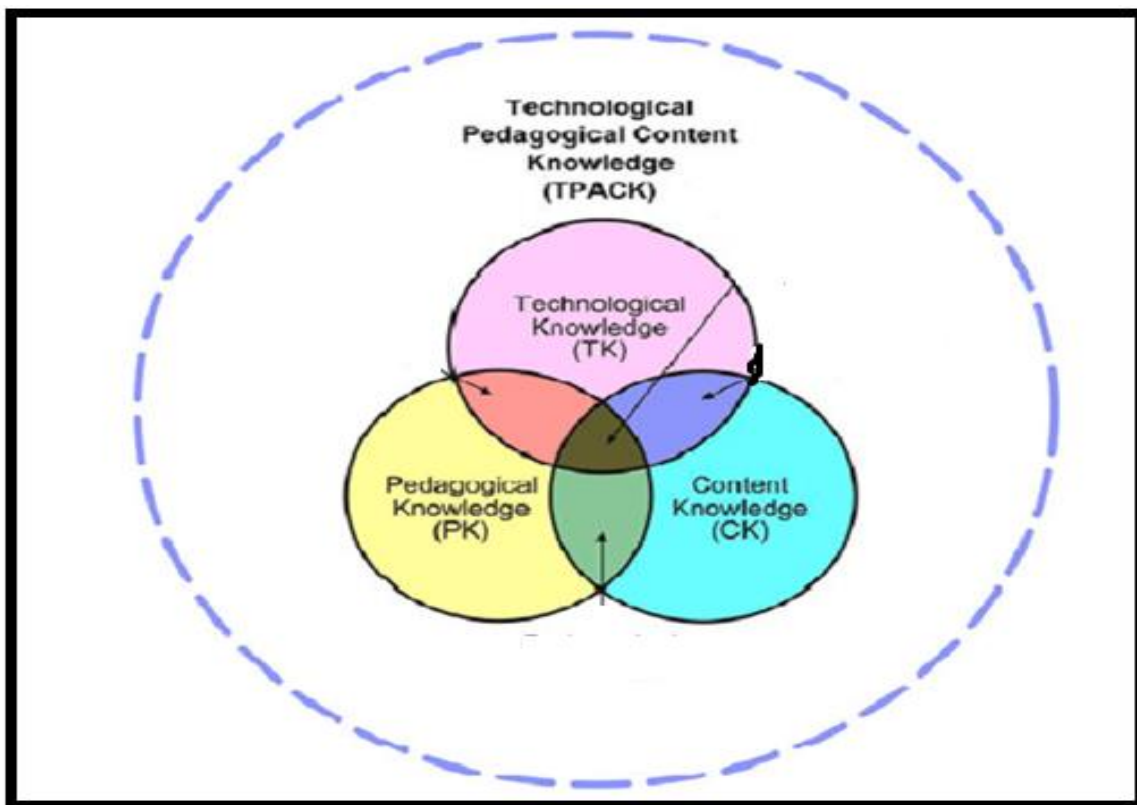 Technological
Pedagogical Content
Knowledge
(TPACK)
Technological
Knowledge
(TK)
d
Pedagogical
Knowledge
(PK)
Content
Knowledge
(CK)